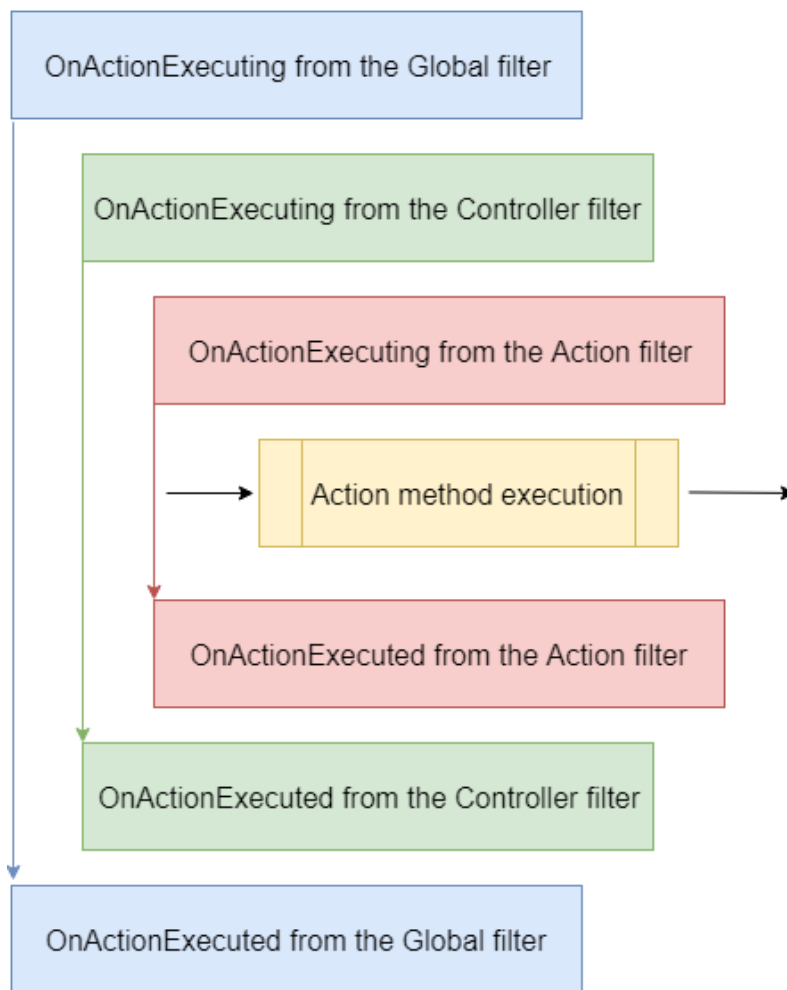 OnActionExecuting from the Global filter
OnActionExecuting from the Controller filter
OnActionExecuting from the Action filter
Action method execution
OnActionExecuted from the Action filter
OnActionExecuted from the Controller filter
OnActionExecuted from the Global filter